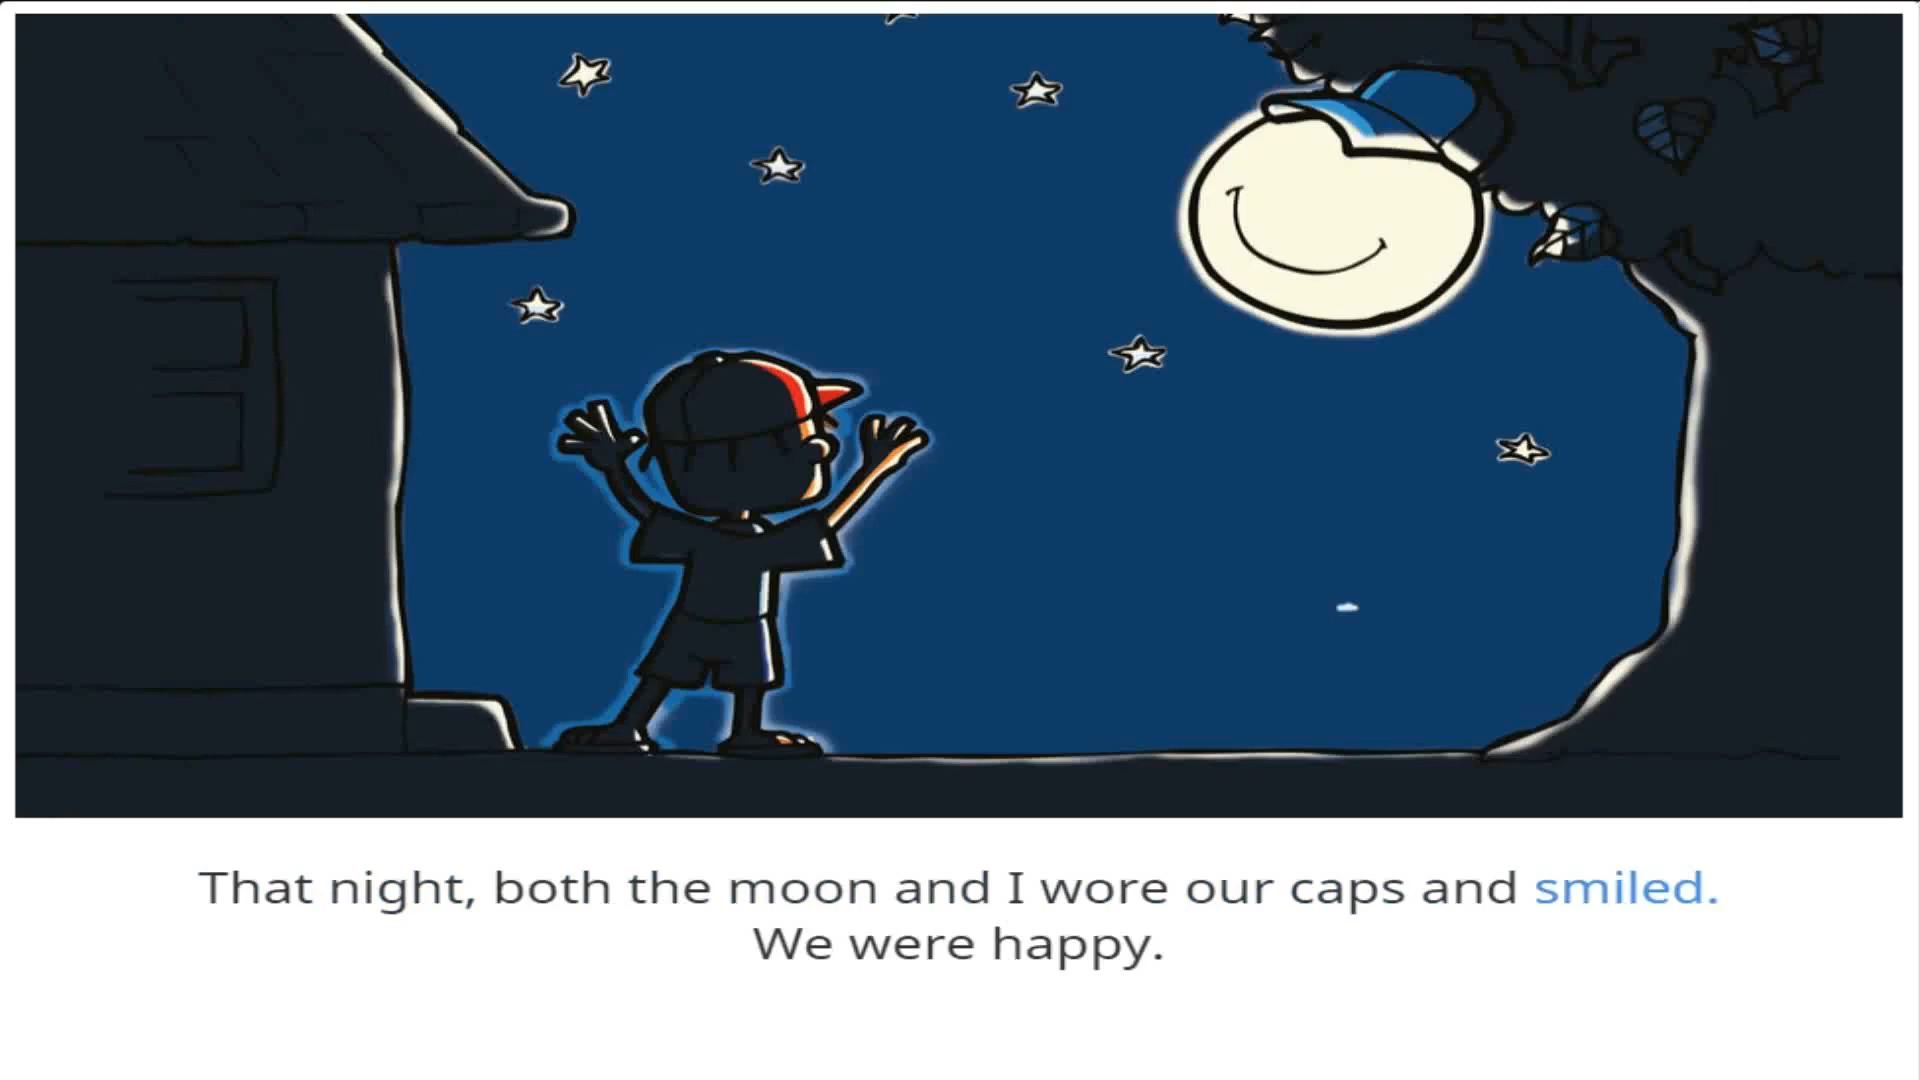 That night, both the moon and I wore our caps and smiled.
We were happy.